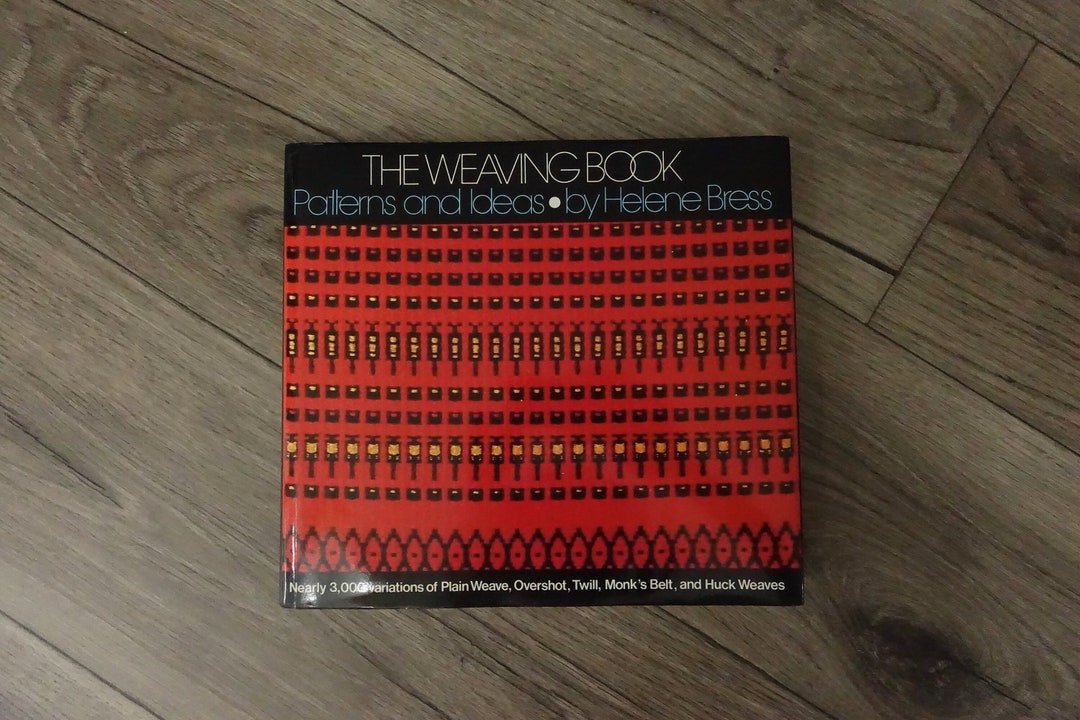 THE WEAVING BOOK
Patterns and Ideas • by Helene Bress
Nearly 3,000 variations of Plain Weave, Overshot, Twill, Monk's Belt, and Huck Weaves